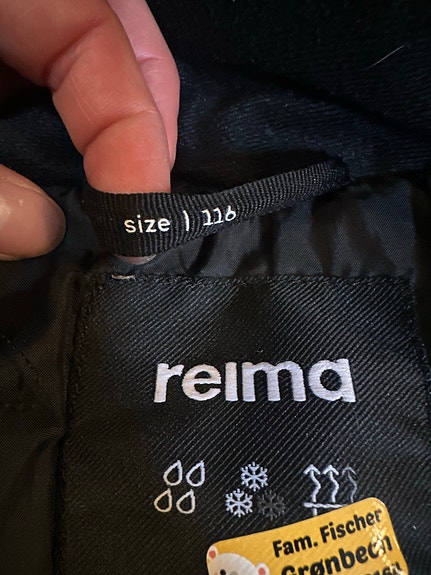 size | 116
reima
Fam. Fischer
Grønbech